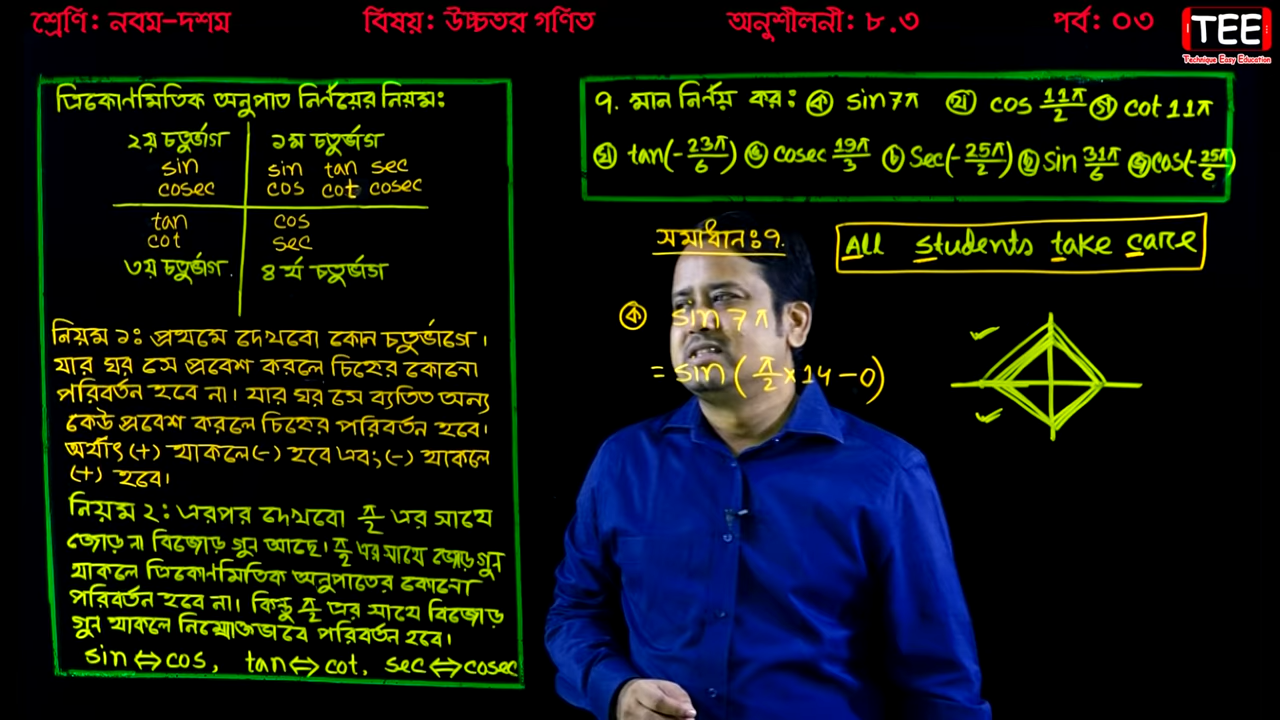 শ্রেণি: নবম-দশম বিষয়: উচ্চতর গণিত অনুশীলনী: ৮.৩ পর্ব: ০৩
TEE
Technique Easy Education
ত্রিকোণমিতিক অনুপাত নির্ণয়ের নিয়ম:
২য় চতুর্ভাগ ১ম চতুর্ভাগ
sin sin tan sec
cosec cos cot cosec
tan cos
cot sec
৩য় চতুর্ভাগ. ৪র্থ চতুর্ভাগ
নিয়ম ১: প্রথমে দেখবো কোন চতুর্ভাগে।
যার ঘর সে প্রবেশ করলে চিহ্নের কোনো
পরিবর্তন হবে না। যার ঘর সে ব্যতিত অন্য
কেউ প্রবেশ করলে চিহ্নের পরিবর্তন হবে।
অর্থাৎ (+) থাকলে (-) হবে এবং (-) থাকলে
(+) হবে।
নিয়ম ২: এরপর দেখবো π/2 এর সাথে
জোড় না বিজোড় গুন আছে। π/2 এর সাথে জোড় গুন
থাকলে ত্রিকোণমিতিক অনুপাতের কোনো
পরিবর্তন হবে না। কিন্তু π/2 এর সাথে বিজোড়
গুন থাকলে নিম্নোক্তভাবে পরিবর্তন হবে।
sin⇔cos, tan⇔cot, sec⇔cosec
৭. মান নির্ণয় কর: ক sin 7π খ cos 11π/2 গ cot 11π
ঘ tan(-23π/6) ঙ cosec 19π/3 চ Sec(-25π/2) ছ sin 31π/6 জ cos(-25π/6)
সমাধান: ৭.
All students take care
ক sin 7π
= sin (π/2 × 14 - 0)